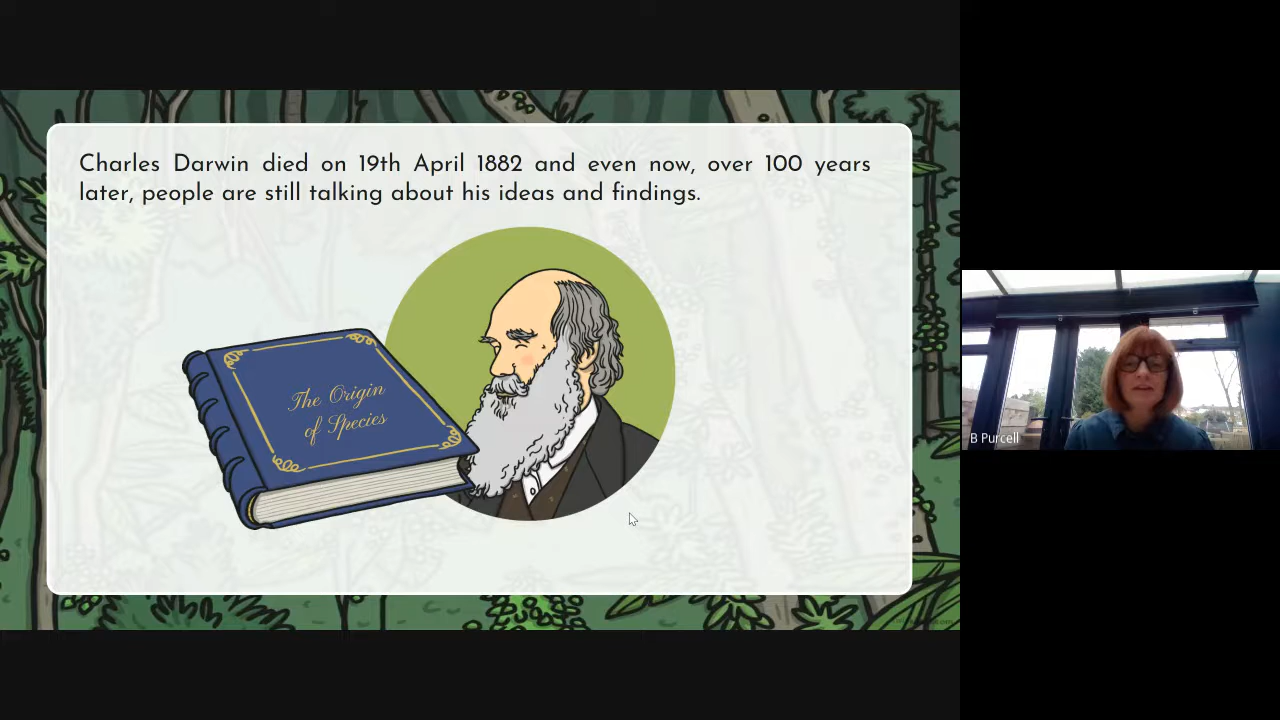 Charles Darwin died on 19th April 1882 and even now, over 100 years
later, people are still talking about his ideas and findings.
The Origin
of Species
B Purcell